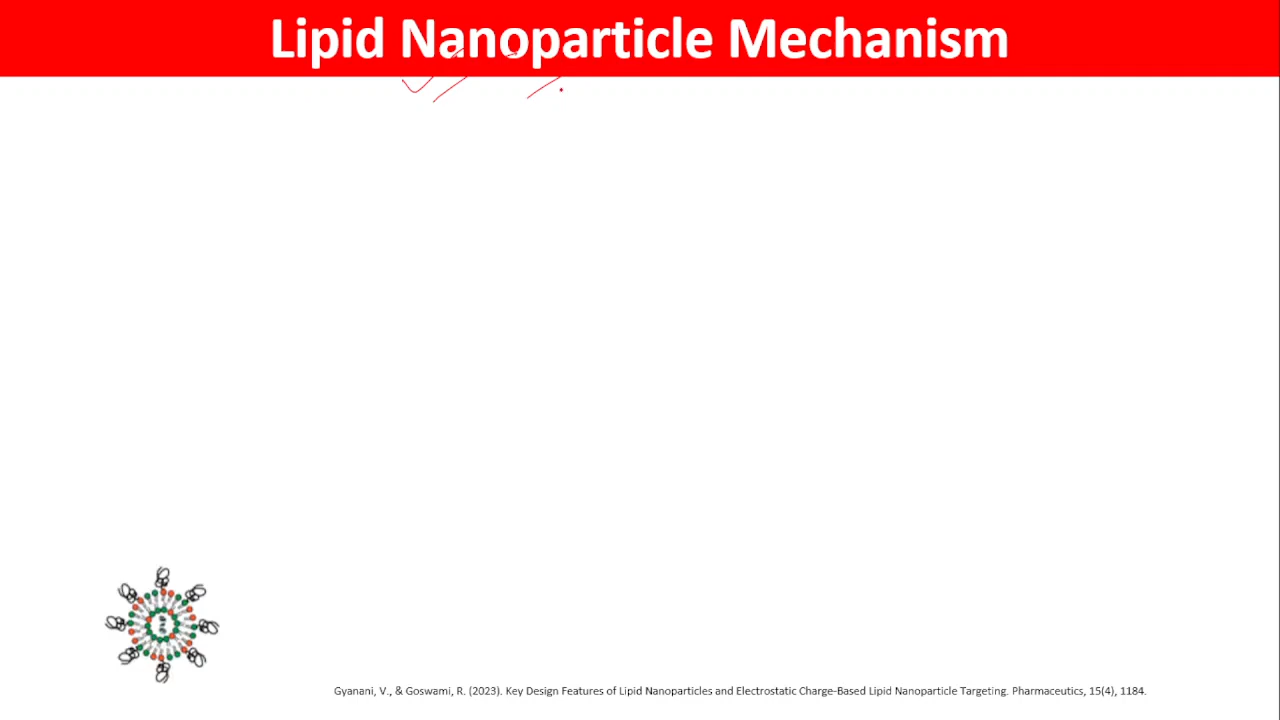 Lipid Nanoparticle Mechanism
Gyanani, V., & Goswami, R. (2023). Key Design Features of Lipid Nanoparticles and Electrostatic Charge-Based Lipid Nanoparticle Targeting. Pharmaceutics, 15(4), 1184.